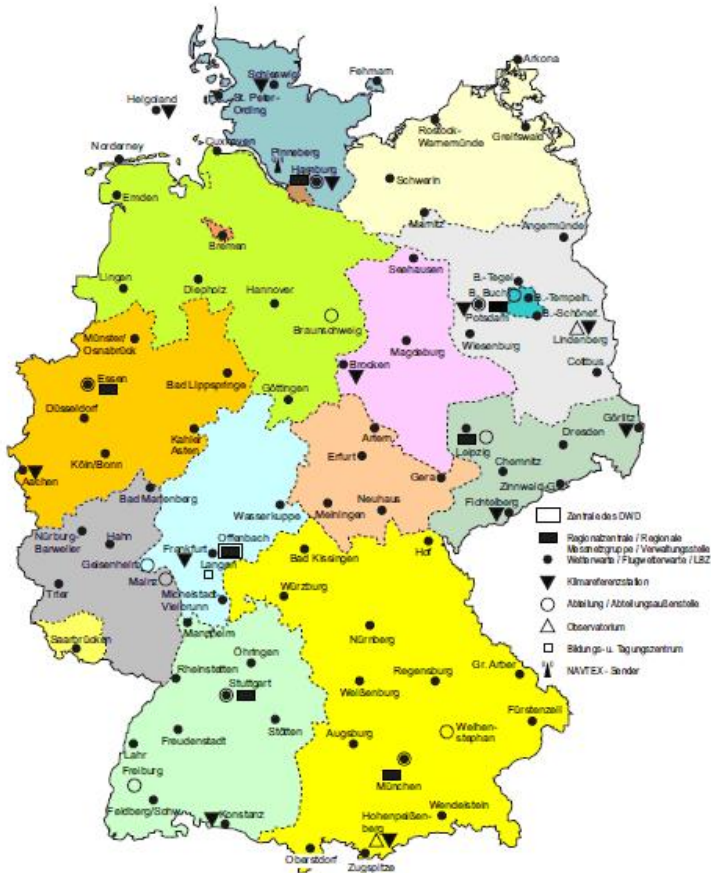 Arkona
Schleswig
Fehmarn
Helgoland
St. Peter-
Ording
Rostock-
Warnemünde
Greifswald
Norderney
Cuxhaven
Pinneberg
Hamburg
Schwerin
Emden
Marnitz
Angermünde
Bremen
Seehausen
B.-Tegel
Lingen
Diepholz
Hannover
B. Buch
B.-Tempelh.
Potsdam
B.-Schönef.
Braunschweig
Wiesenburg
Lindenberg
Münster/
Osnabrück
Magdeburg
Brocken
Cottbus
Essen
Bad Lippspringe
Göttingen
Düsseldorf
Görlitz
Kahler
Asten
Artern
Leipzig
Dresden
Köln/Bonn
Erfurt
Chemnitz
Aachen
Gera
Zinnwald-G.
Bad Marienberg
Wasserkuppe
Meiningen
Neuhaus
Fichtelberg
Zentrale des DWD
Nürburg-
Barweiler
Hahn
Offenbach
Hof
Regionalzentrale / Regionale
Messnetzgruppe / Verwaltungsstelle
Frankfurt
Bad Kissingen
Wetterwarte / Flugwetterwarte / LBZ
Geisenheim
Langen
Klimareferenzstation
Trier
Mainz
Michelstadt-
Vielbrunn
Würzburg
Abteilung / Abteilungsaußenstelle
Mannheim
Nürnberg
Observatorium
Saarbrücken
Öhringen
Bildungs- u. Tagungszentrum
Rheinstetten
Gr. Arber
NAVTEX - Sender
Stuttgart
Regensburg
Weißenburg
Fürstenzell
Freudenstadt
Stötten
Augsburg
Weihen-
stephan
Lahr
Freiburg
München
Feldberg/Schw.
Konstanz
Hohenpeißen-
berg
Wendelstein
Oberstdorf
Zugspitze